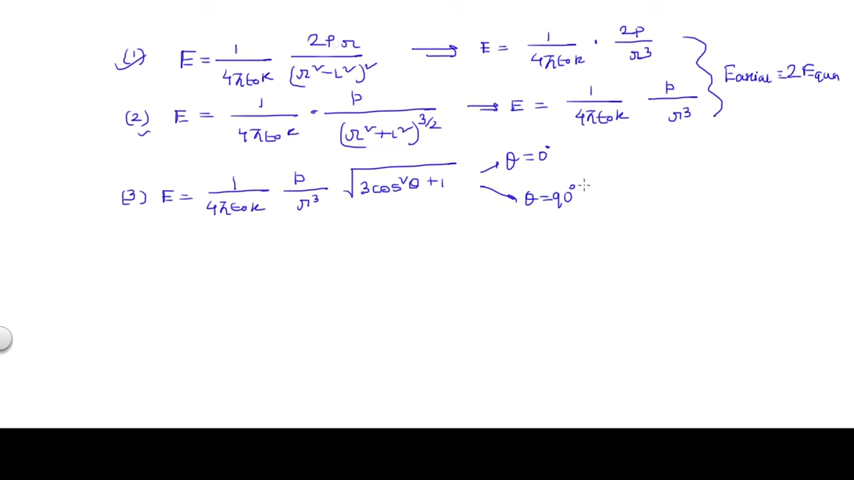 (1) E = 1/4πε₀k 2Pr/(r²-L²)² → E = 1/4πε₀k · 2P/r³
(2) E = 1/4πε₀k · p/(r²+L²)^3/2 → E = 1/4πε₀k p/r³
} Eaxial = 2Equa
(3) E = 1/4πε₀k p/r³ √3cos²θ+1
θ=0°
θ=90°